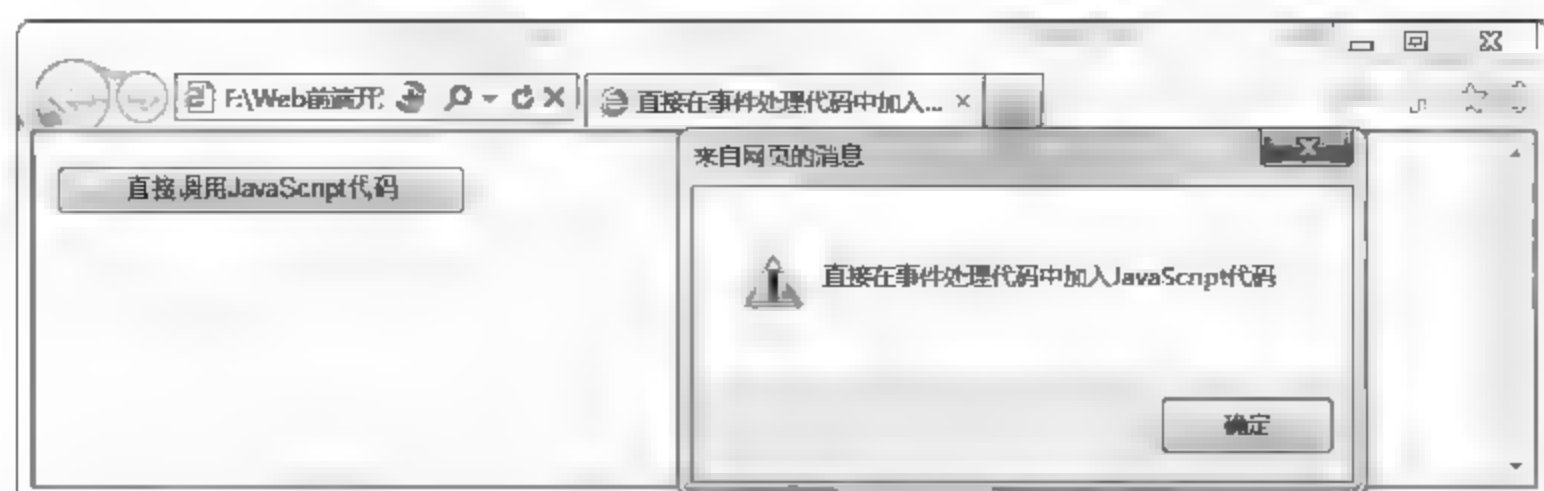 F:\Web前端开
直接在事件处理代码中加入...
来自网页的消息
直接调用JavaScript代码
直接在事件处理代码中加入JavaScript代码
确定